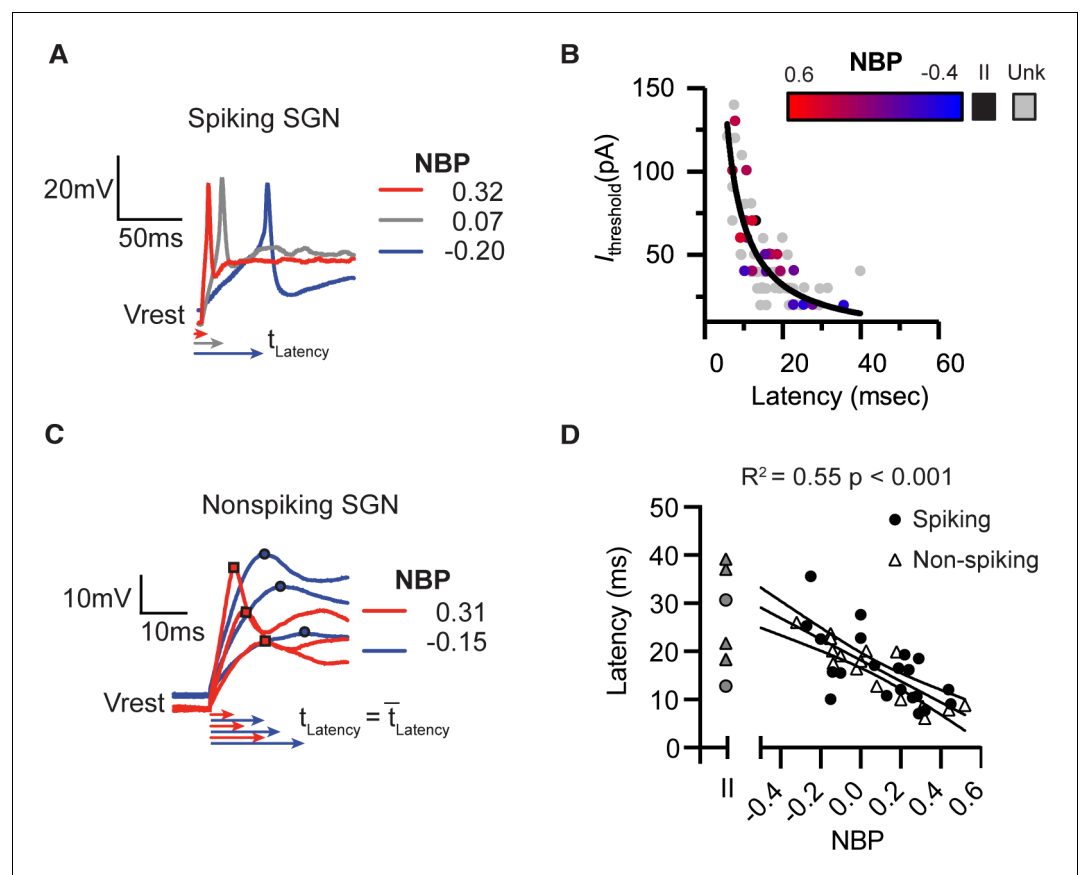 A
Spiking SGN
20mV
50ms
NBP
0.32
0.07
-0.20
Vrest
tLatency
B
NBP
0.6
-0.4
II
Unk
150
100
50
Ithreshold(pA)
0
20
40
60
Latency (msec)
C
Nonspiking SGN
10mV
10ms
NBP
0.31
-0.15
Vrest
tLatency = t̅Latency
D
R² = 0.55 p < 0.001
Spiking
Non-spiking
50
40
30
20
10
0
Latency (ms)
II
-0.4
-0.2
0.0
0.2
0.4
0.6
NBP